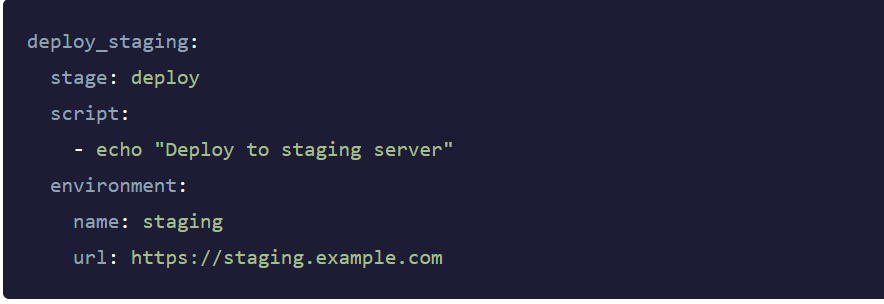 deploy_staging:
  stage: deploy
  script:
    - echo "Deploy to staging server"
  environment:
    name: staging
    url: https://staging.example.com